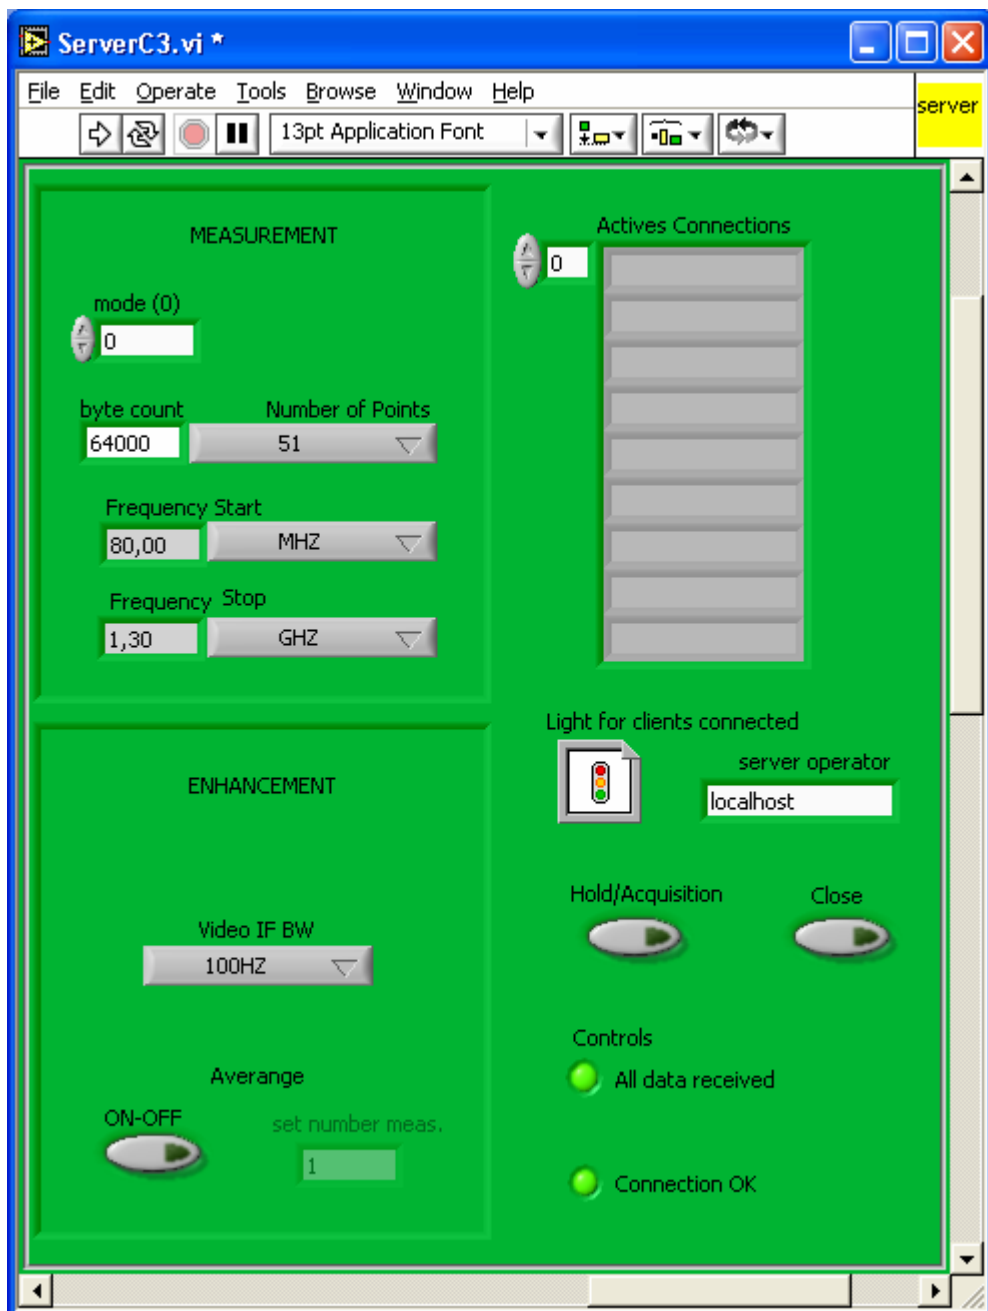 ServerC3.vi *
File Edit Operate Tools Browse Window Help
server
13pt Application Font
MEASUREMENT
mode (0)
0
byte count Number of Points
64000 51
Frequency Start
80,00 MHZ
Frequency Stop
1,30 GHZ
Actives Connections
0
Light for clients connected
server operator
localhost
ENHANCEMENT
Video IF BW
100HZ
Averange
ON-OFF set number meas.
1
Hold/Acquisition Close
Controls
All data received
Connection OK